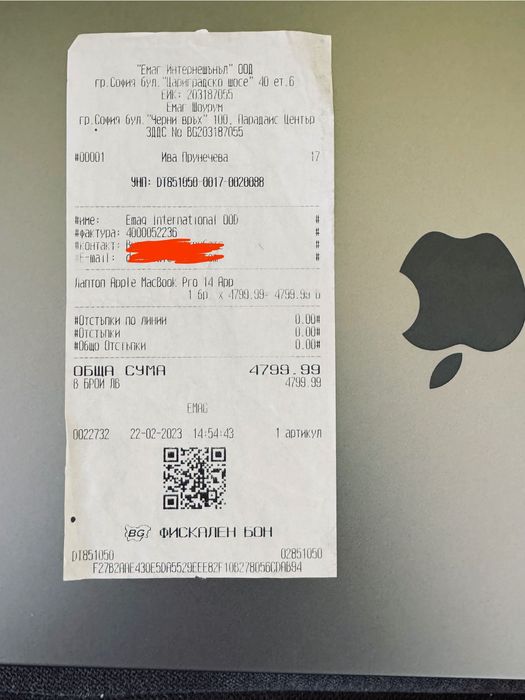 "Емаг Интернешънъл" ООД
гр.София бул."Цариградско шосе" 40 ет.6
ЕИК: 203187055
Емаг Шоурум
гр.София бул."Черни връх" 100, Парадайс Център
ЗДДС No BG203187055
#00001 Ива Прунечева 17
УНП: DT851050-0017-0020098
#Име: Emag International OOD #
#Фактура: 4000052236 #
#Контакт: #
#E-mail: #
Лаптоп Apple MacBook Pro 14 App
1 бр. x 4799.99= 4799.99 Б
#Отстъпки по линии 0.00#
#Отстъпки 0.00#
#Общо Отстъпки 0.00#
ОБЩА СУМА 4799.99
В БРОЙ ЛВ 4799.99
EMAG
0022732 22-02-2023 14:54:43 1 артикул
BG ФИСКАЛЕН БОН
DT851050 02851050
F27B2AAE430E5DA5529EEE82F10B278056CDAB94